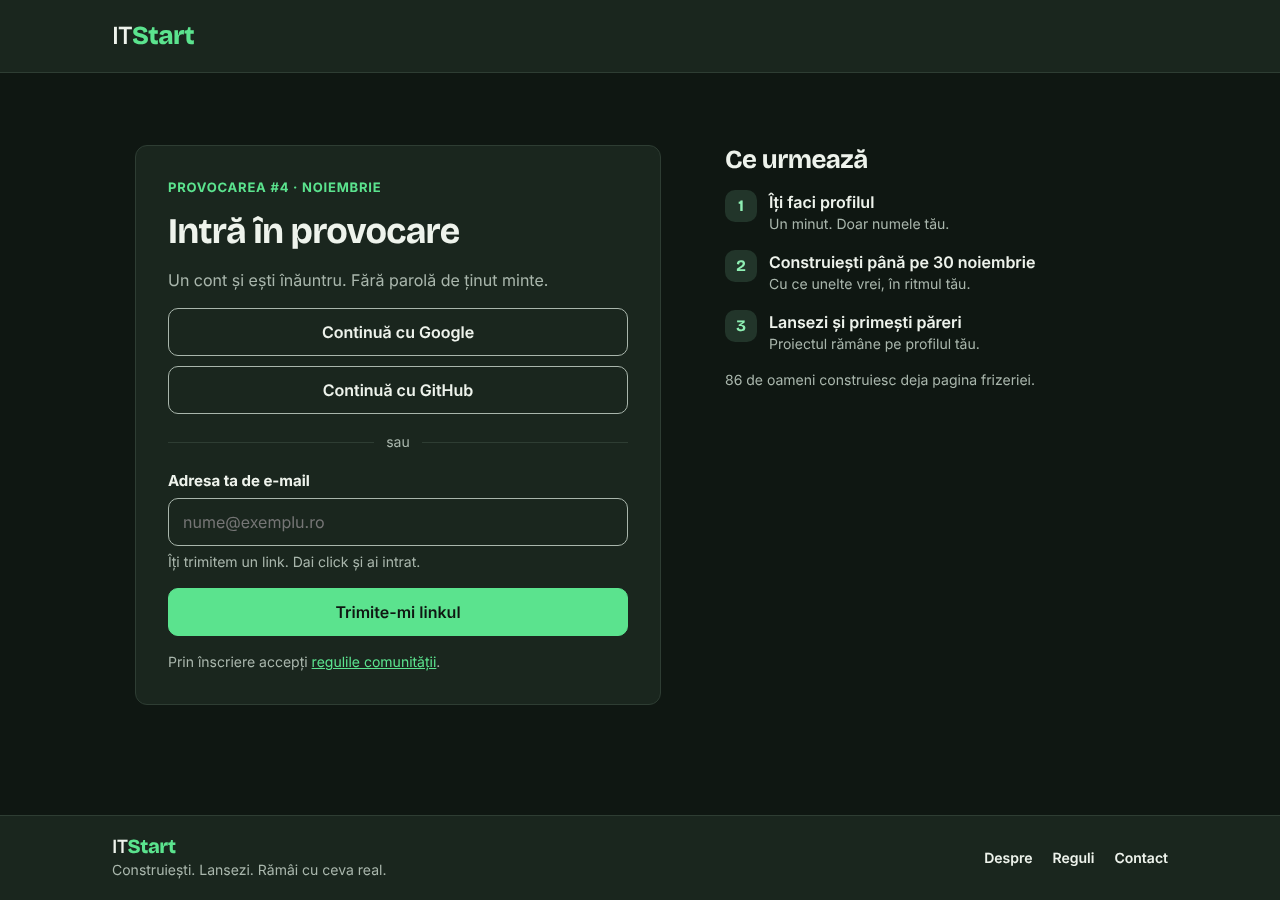 ITStart
PROVOCAREA #4 · NOIEMBRIE
Intră în provocare
Un cont și ești înăuntru. Fără parolă de ținut minte.
Continuă cu Google
Continuă cu GitHub
sau
Adresa ta de e-mail
nume@exemplu.ro
Îți trimitem un link. Dai click și ai intrat.
Trimite-mi linkul
Prin înscriere accepți regulile comunității.
Ce urmează
1
Îți faci profilul
Un minut. Doar numele tău.
2
Construiești până pe 30 noiembrie
Cu ce unelte vrei, în ritmul tău.
3
Lansezi și primești păreri
Proiectul rămâne pe profilul tău.
86 de oameni construiesc deja pagina frizeriei.
ITStart
Construiești. Lansezi. Rămâi cu ceva real.
Despre Reguli Contact